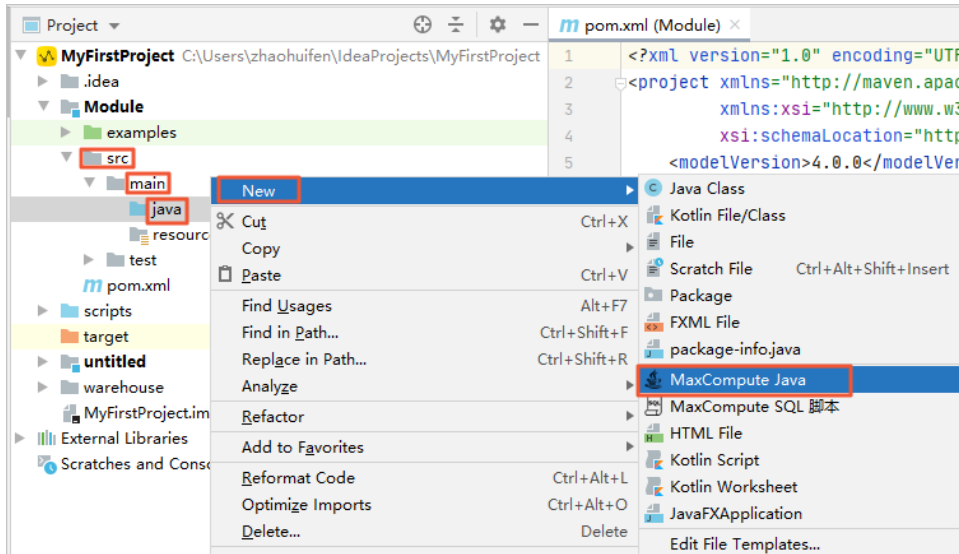 Project
MyFirstProject C:\Users\zhaohuifen\IdeaProjects\MyFirstProject
.idea
Module
examples
src
main
java
resourc
test
pom.xml
scripts
target
untitled
warehouse
MyFirstProject.im
External Libraries
Scratches and Conso
pom.xml (Module)
1 <?xml version="1.0" encoding="UTF
2 <project xmlns="http://maven.apac
3 xmlns:xsi="http://www.w3
4 xsi:schemaLocation="http
5 <modelVersion>4.0.0</modelVer
New
Cut Ctrl+X
Copy
Paste Ctrl+V
Find Usages Alt+F7
Find in Path... Ctrl+Shift+F
Replace in Path... Ctrl+Shift+R
Analyze
Refactor
Add to Favorites
Reformat Code Ctrl+Alt+L
Optimize Imports Ctrl+Alt+O
Delete... Delete
Java Class
Kotlin File/Class
File
Scratch File Ctrl+Alt+Shift+Insert
Package
FXML File
package-info.java
MaxCompute Java
MaxCompute SQL 脚本
HTML File
Kotlin Script
Kotlin Worksheet
JavaFXApplication
Edit File Templates...